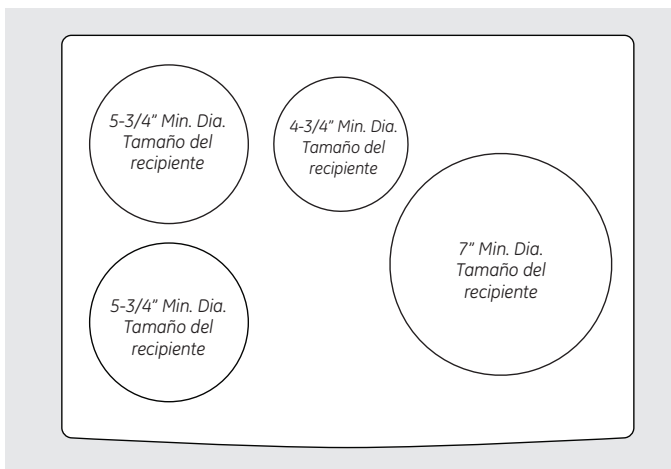 5-3/4" Min. Dia.
Tamaño del
recipiente
4-3/4" Min. Dia.
Tamaño del
recipiente
7" Min. Dia.
Tamaño del
recipiente
5-3/4" Min. Dia.
Tamaño del
recipiente